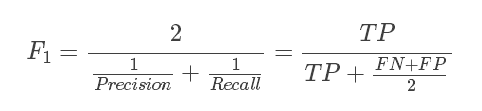 F₁ = 2 / (1/Precision + 1/Recall) = TP / (TP + (FN+FP)/2)